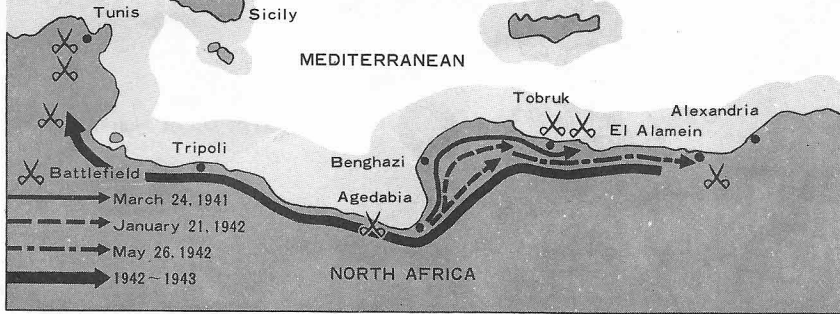 Tunis
Sicily
MEDITERRANEAN
Tobruk
Alexandria
El Alamein
Tripoli
Benghazi
Battlefield
Agedabia
March 24, 1941
January 21, 1942
May 26, 1942
NORTH AFRICA
1942～1943